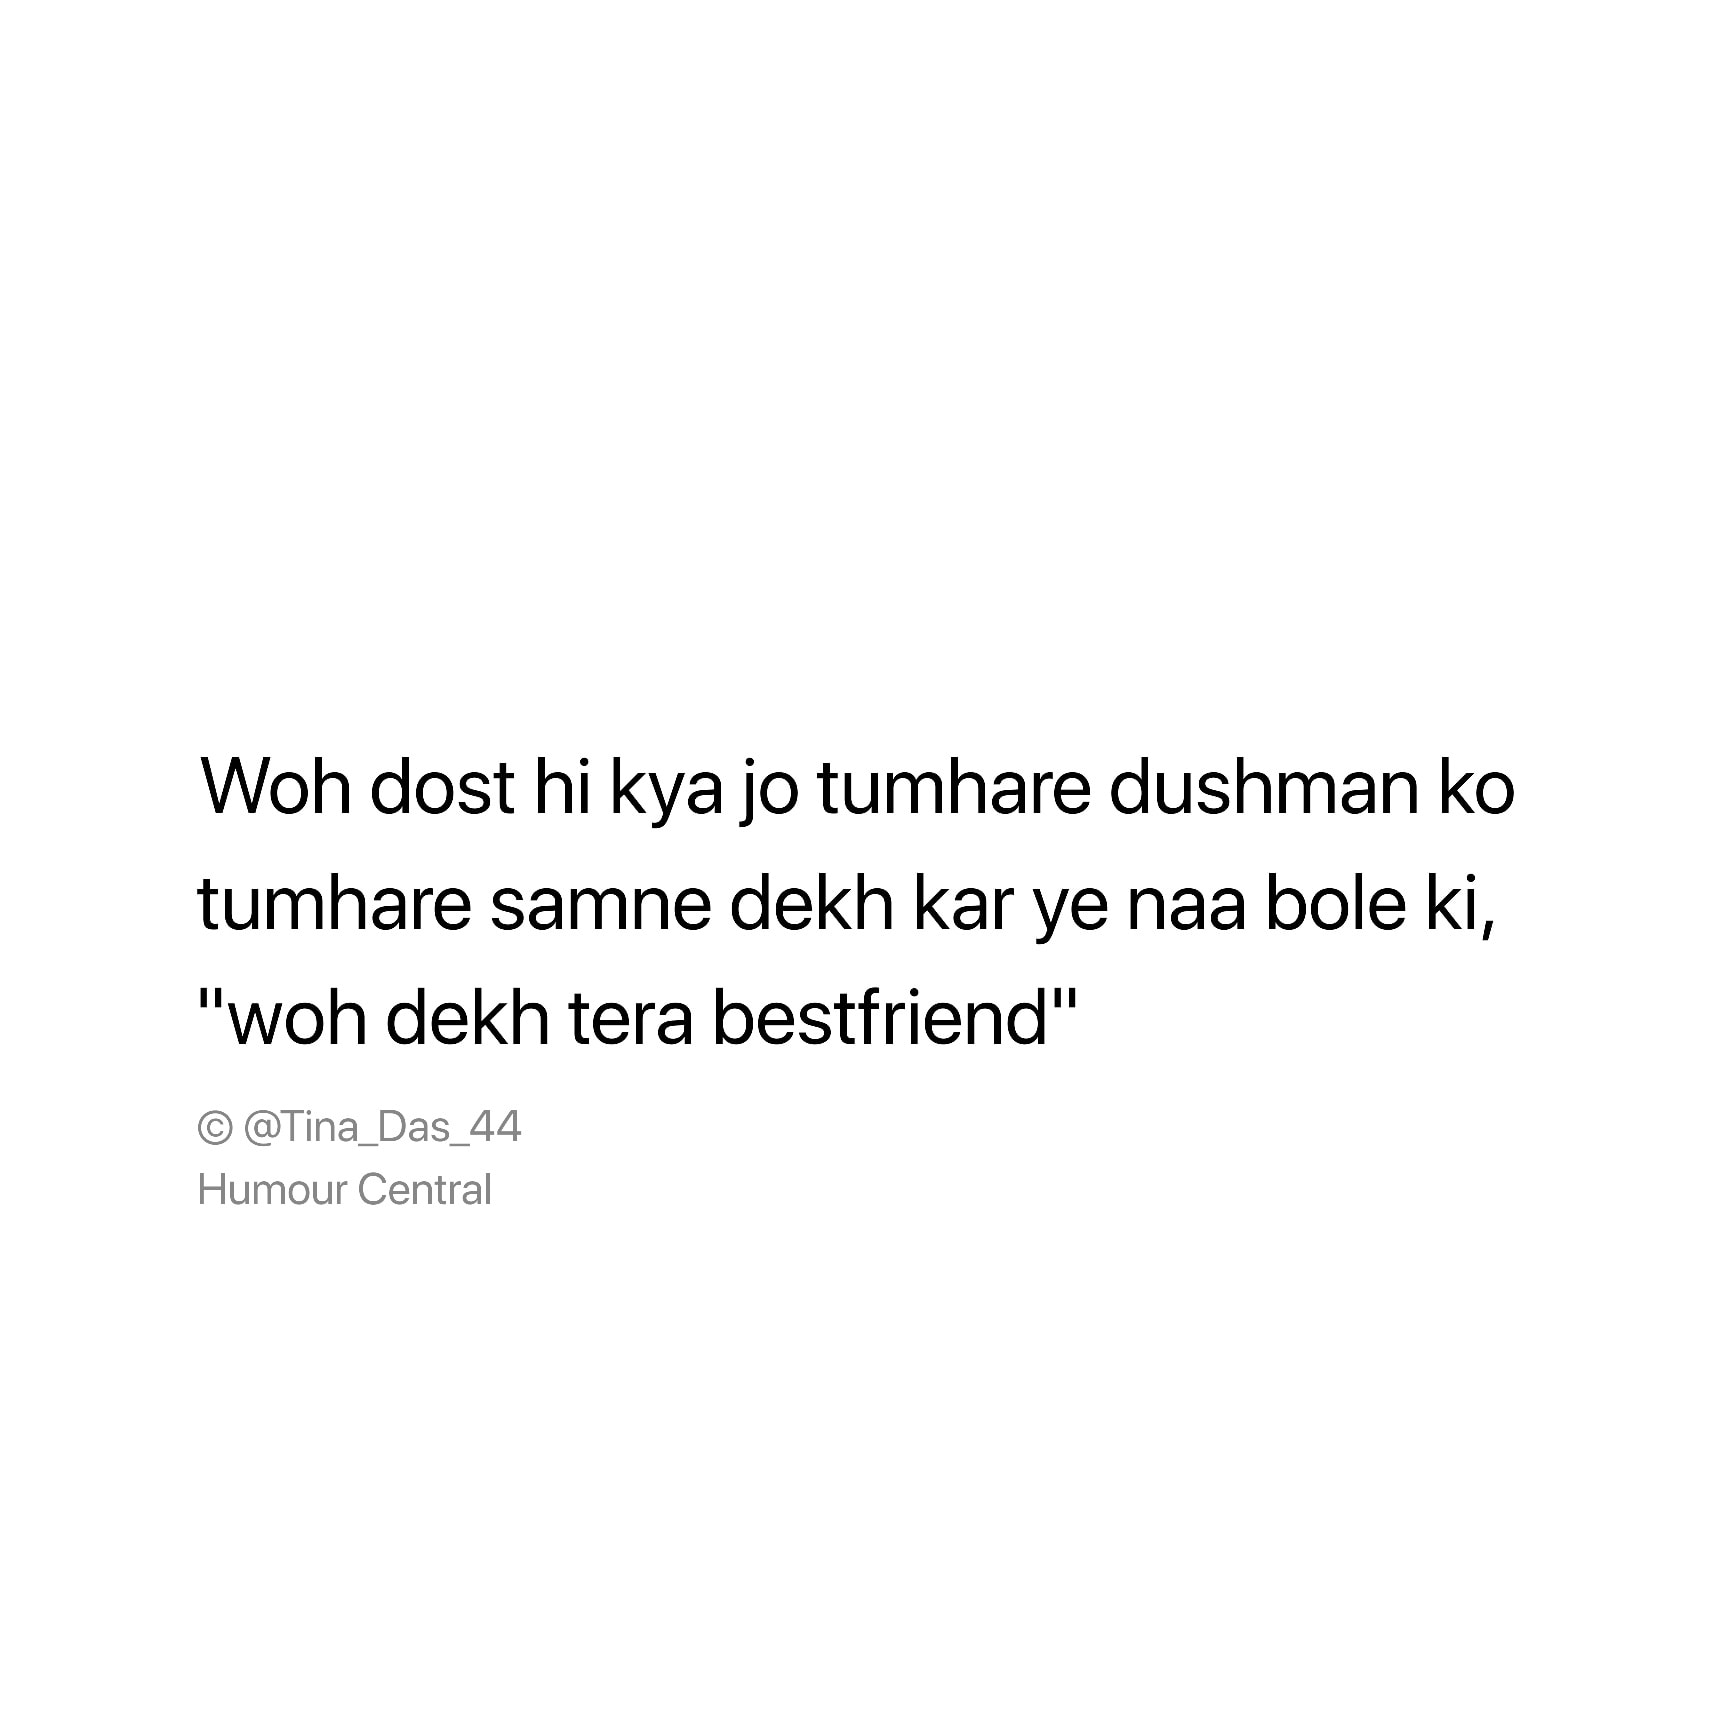 Woh dost hi kya jo tumhare dushman ko
tumhare samne dekh kar ye naa bole ki,
"woh dekh tera bestfriend"
© @Tina_Das_44
Humour Central